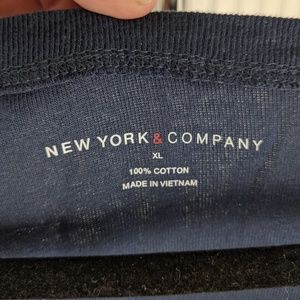 NEW YORK & COMPANY
XL
100% COTTON
MADE IN VIETNAM